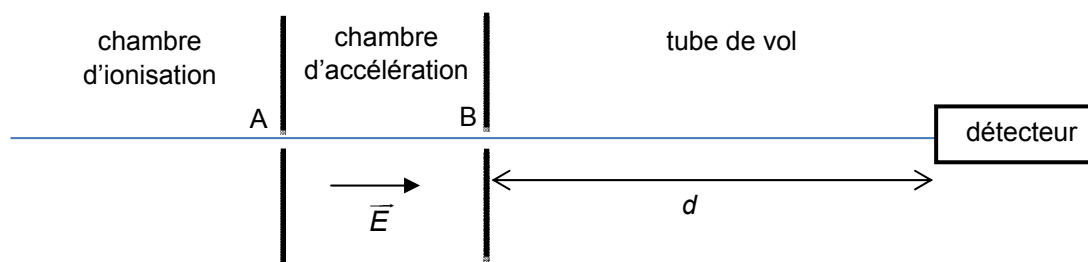 chambre
d’ionisation
chambre
d’accélération
tube de vol
A
B
détecteur
E
d